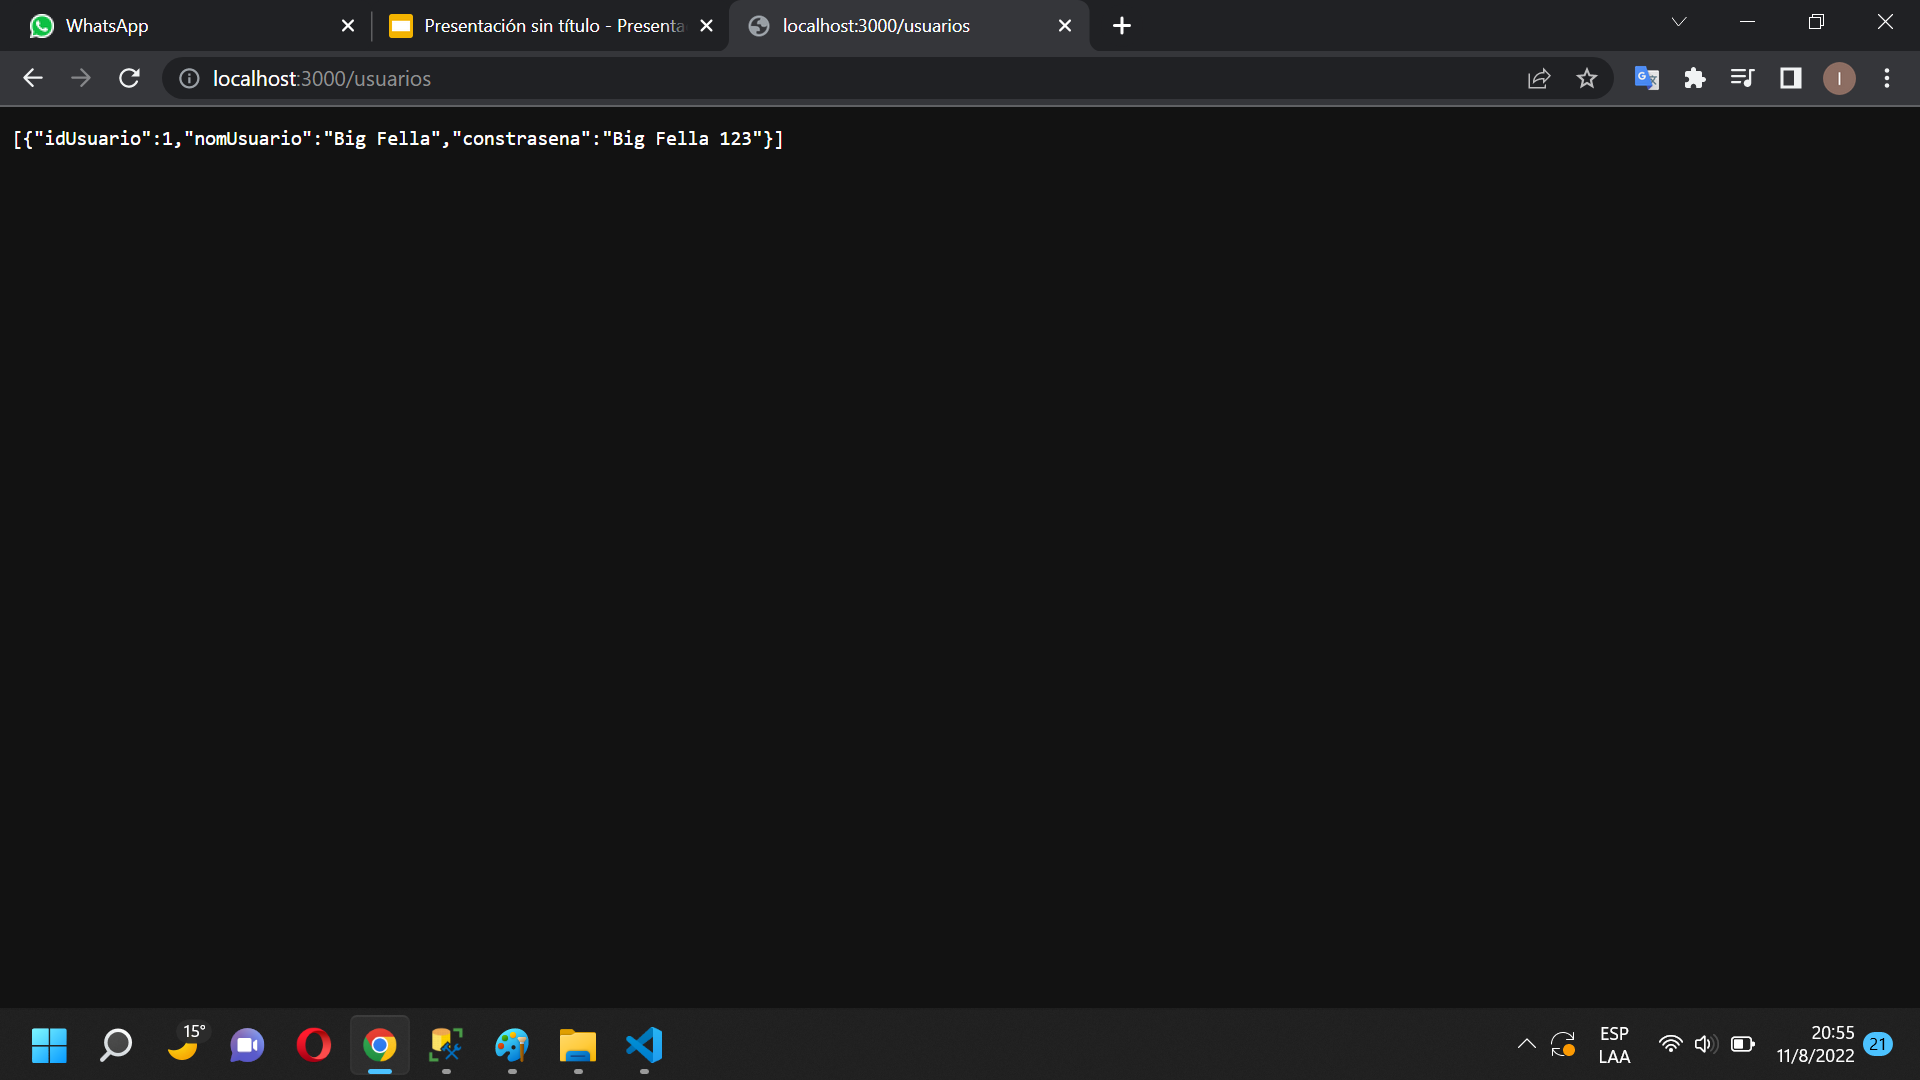 WhatsApp
Presentación sin título - Presenta
localhost:3000/usuarios
localhost:3000/usuarios
[{"idUsuario":1,"nomUsuario":"Big Fella","constrasena":"Big Fella 123"}]
I
15°
ESP
LAA
20:55
11/8/2022
21